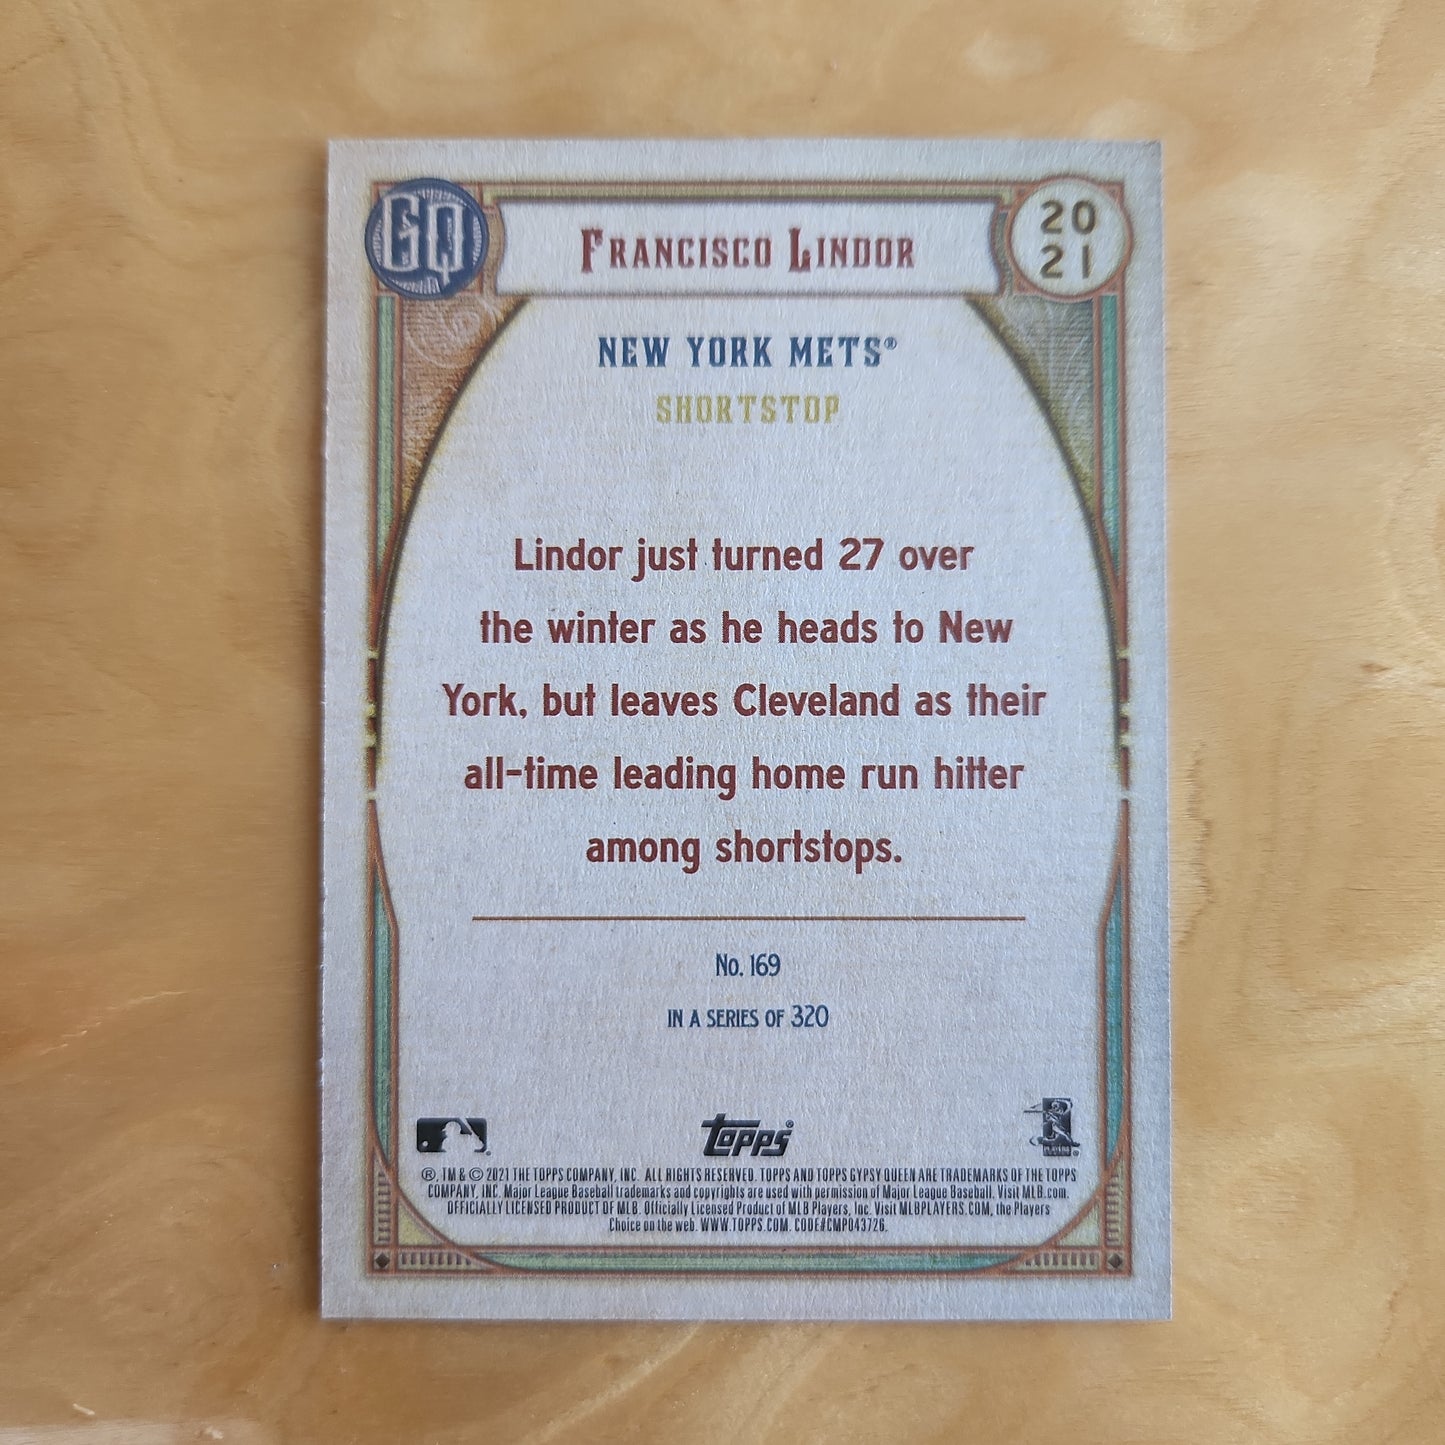 GQ
FRANCISCO LINDOR
20
21
NEW YORK METS®
SHORTSTOP
Lindor just turned 27 over
the winter as he heads to New
York, but leaves Cleveland as their
all-time leading home run hitter
among shortstops.
No. 169
IN A SERIES OF 320
topps®
®, TM & © 2021 THE TOPPS COMPANY, INC. ALL RIGHTS RESERVED. TOPPS AND TOPPS GYPSY QUEEN ARE TRADEMARKS OF THE TOPPS
COMPANY, INC. Major League Baseball trademarks and copyrights are used with permission of Major League Baseball. Visit MLB.com.
OFFICIALLY LICENSED PRODUCT OF MLB. Officially Licensed Product of MLB Players, Inc. Visit MLBPLAYERS.COM, the Players
Choice on the web. WWW.TOPPS.COM. CODE#CMP043726.